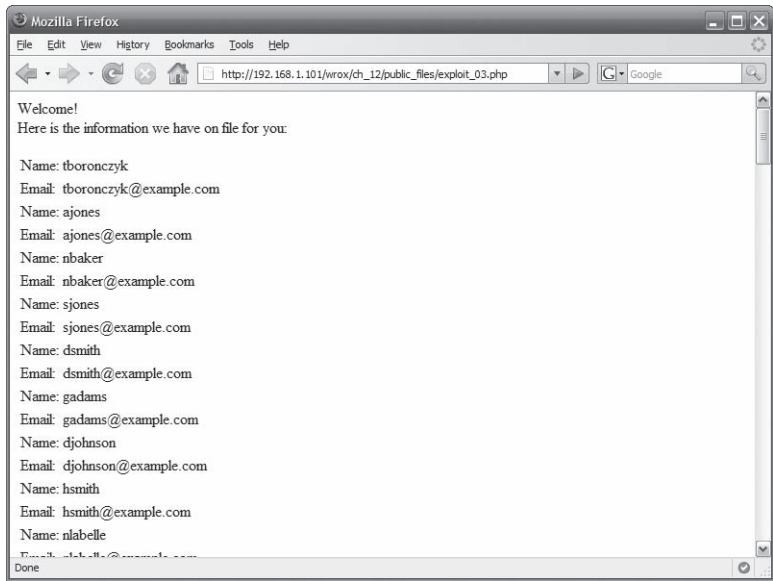 Mozilla Firefox
File Edit View History Bookmarks Tools Help
http://192.168.1.101/wrox/ch_12/public_files/exploit_03.php G Google
Welcome!
Here is the information we have on file for you:
Name: tboronczyk
Email: tboronczyk@example.com
Name: ajones
Email: ajones@example.com
Name: nbaker
Email: nbaker@example.com
Name: sjones
Email: sjones@example.com
Name: dsmith
Email: dsmith@example.com
Name: gadams
Email: gadams@example.com
Name: djohnson
Email: djohnson@example.com
Name: hsmith
Email: hsmith@example.com
Name: nlabelle
Done